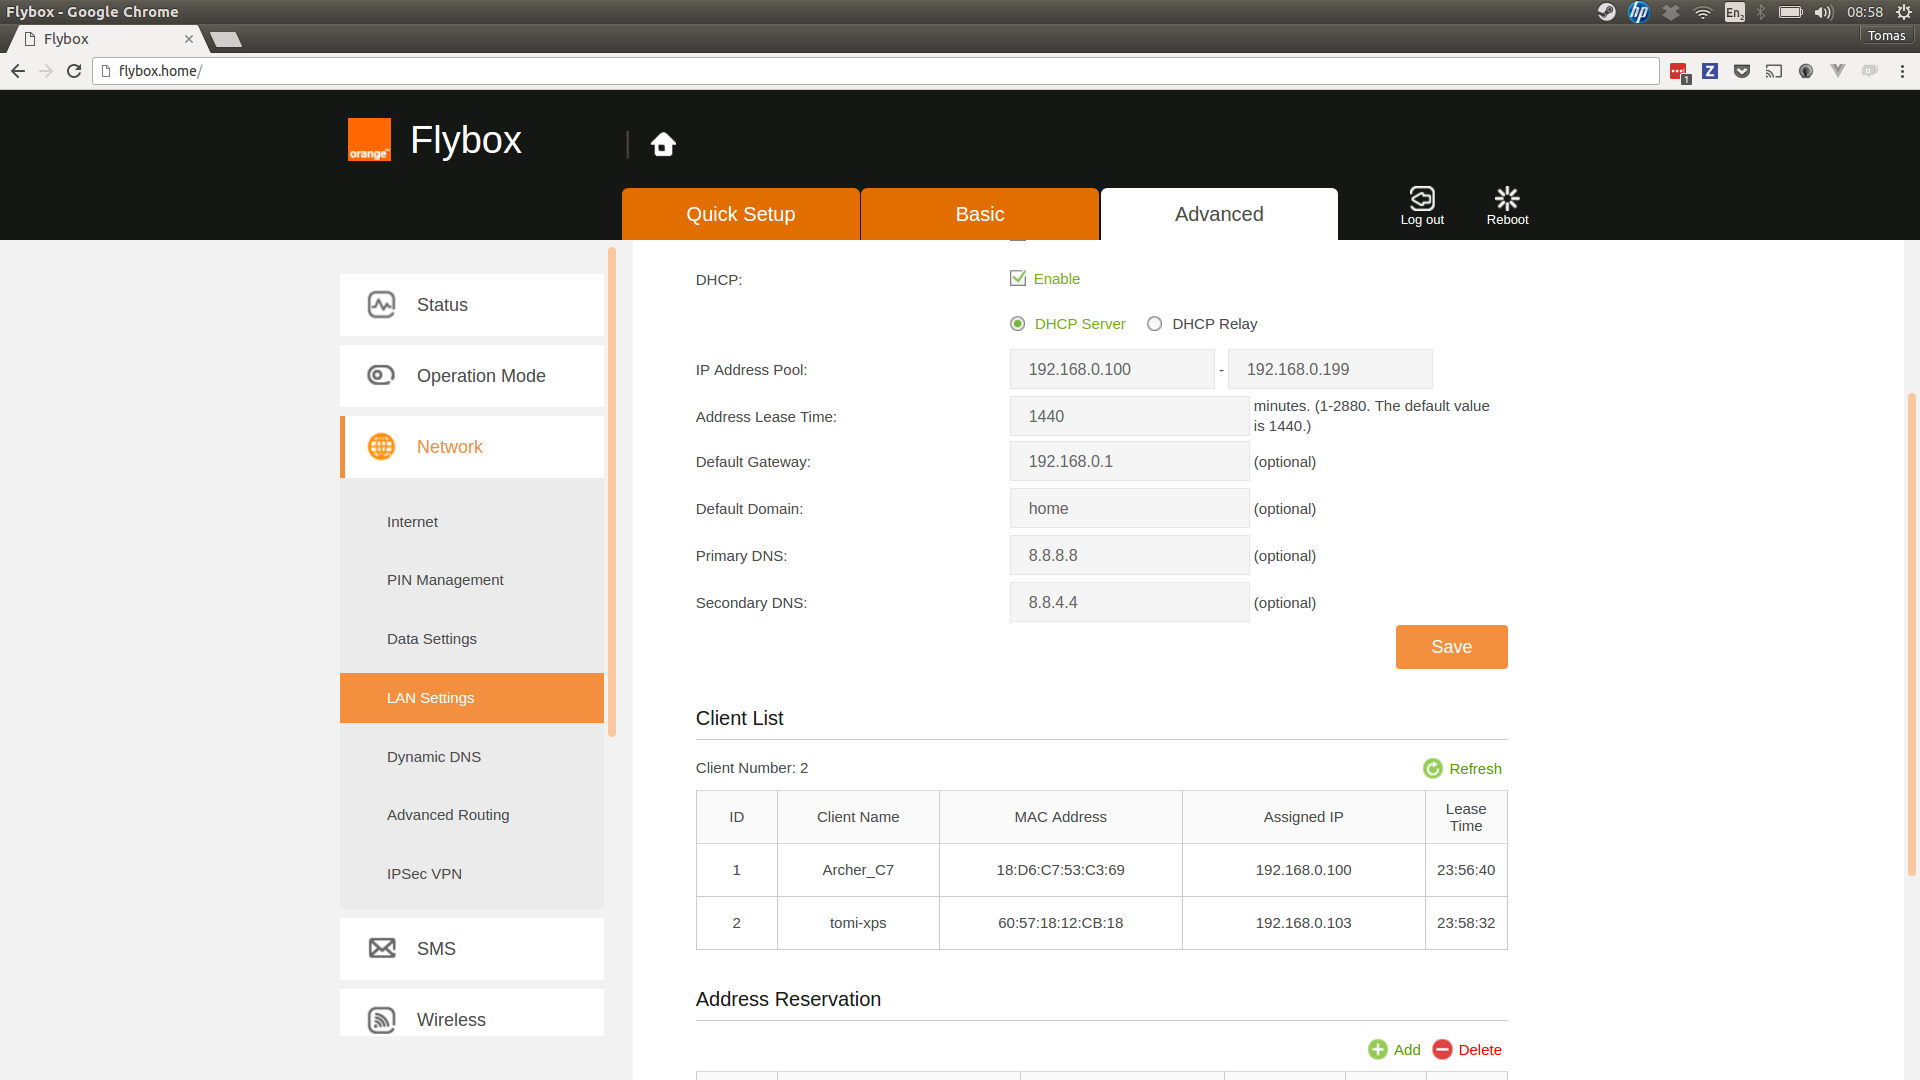 Flybox - Google Chrome
En2
08:58
Flybox
Tomas
flybox.home/
1
Z
orange™
Flybox
Quick Setup
Basic
Advanced
Log out
Reboot
Status
Operation Mode
Network
Internet
PIN Management
Data Settings
LAN Settings
Dynamic DNS
Advanced Routing
IPSec VPN
SMS
Wireless
DHCP:
Enable
DHCP Server
DHCP Relay
IP Address Pool:
192.168.0.100 - 192.168.0.199
Address Lease Time:
1440
minutes. (1-2880. The default value
is 1440.)
Default Gateway:
192.168.0.1 (optional)
Default Domain:
home (optional)
Primary DNS:
8.8.8.8 (optional)
Secondary DNS:
8.8.4.4 (optional)
Save
Client List
Client Number: 2
Refresh
ID Client Name MAC Address Assigned IP Lease Time
1 Archer_C7 18:D6:C7:53:C3:69 192.168.0.100 23:56:40
2 tomi-xps 60:57:18:12:CB:18 192.168.0.103 23:58:32
Address Reservation
Add
Delete